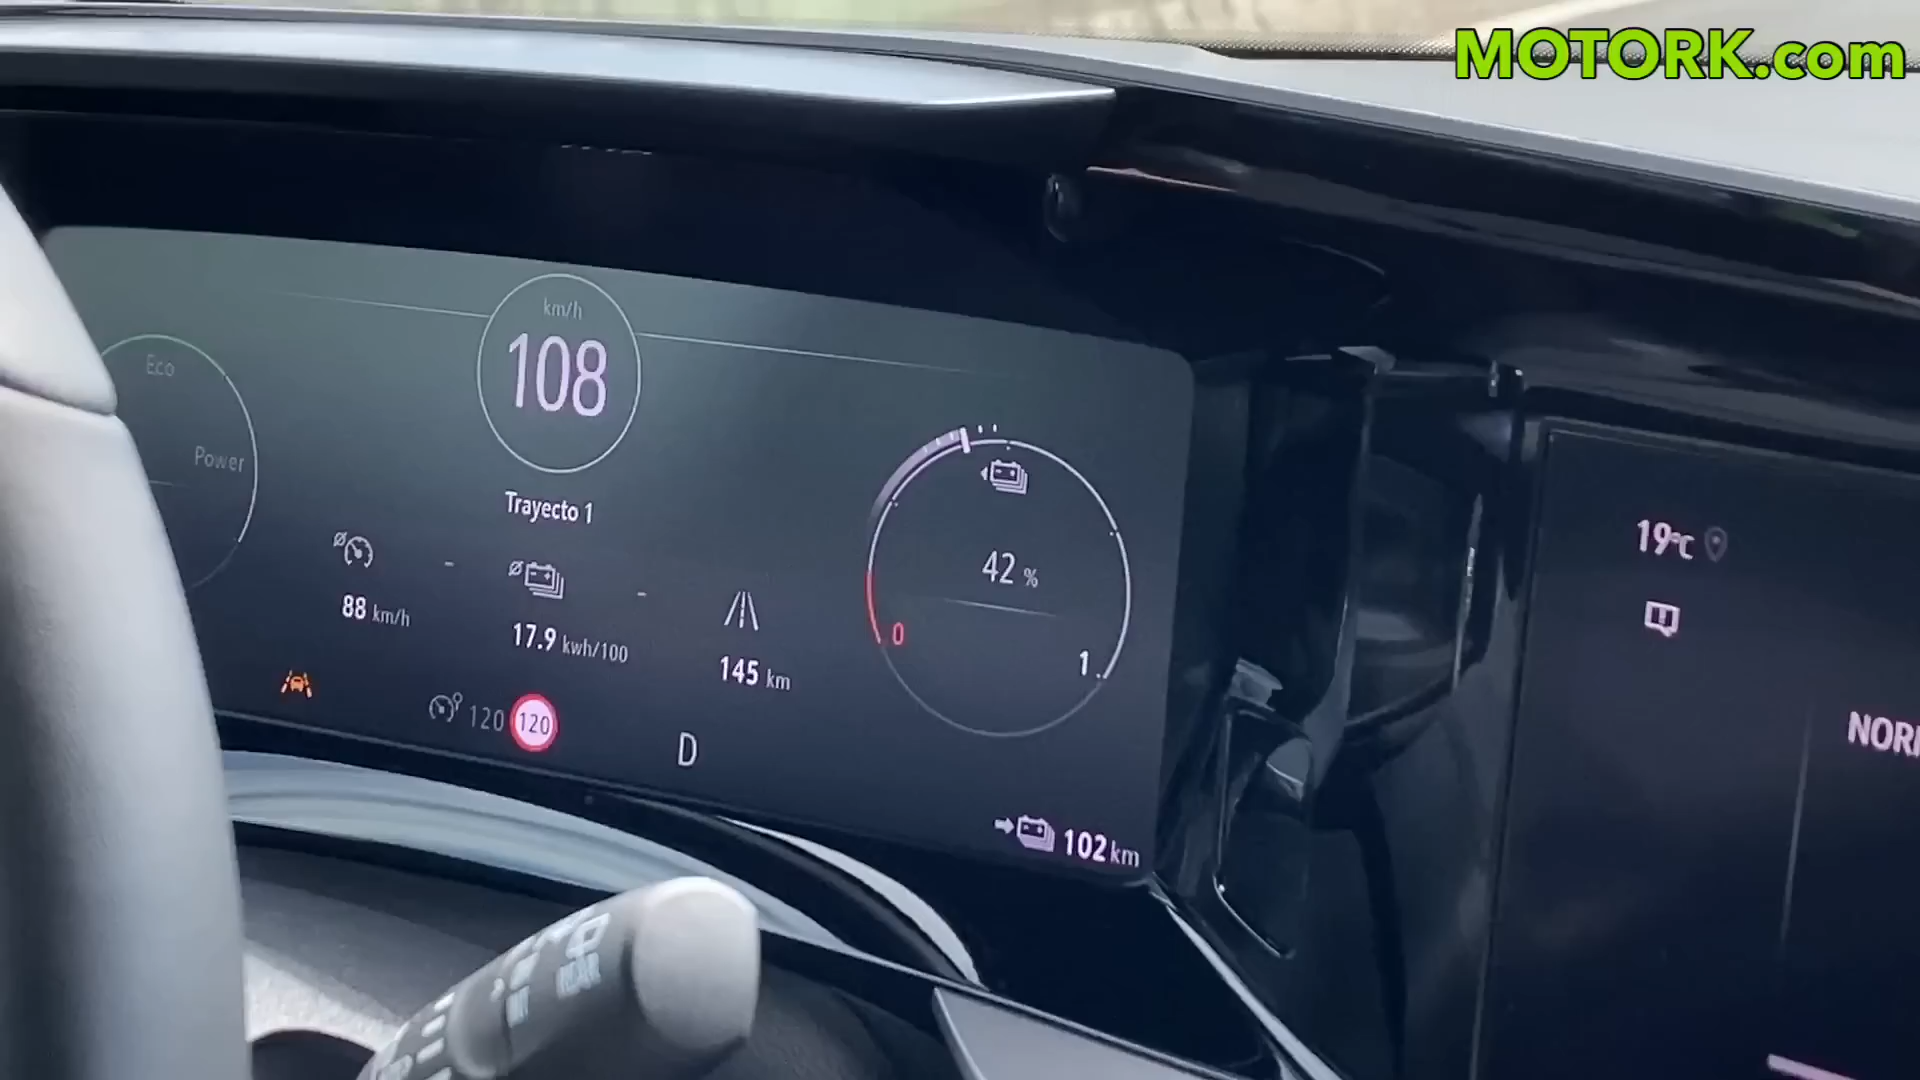 MOTORK.com
km/h
108
Eco
Power
Trayecto 1
88 km/h
17.9 kwh/100
145 km
42 %
0
1
120
120
D
102 km
19°C
NOR
REAR